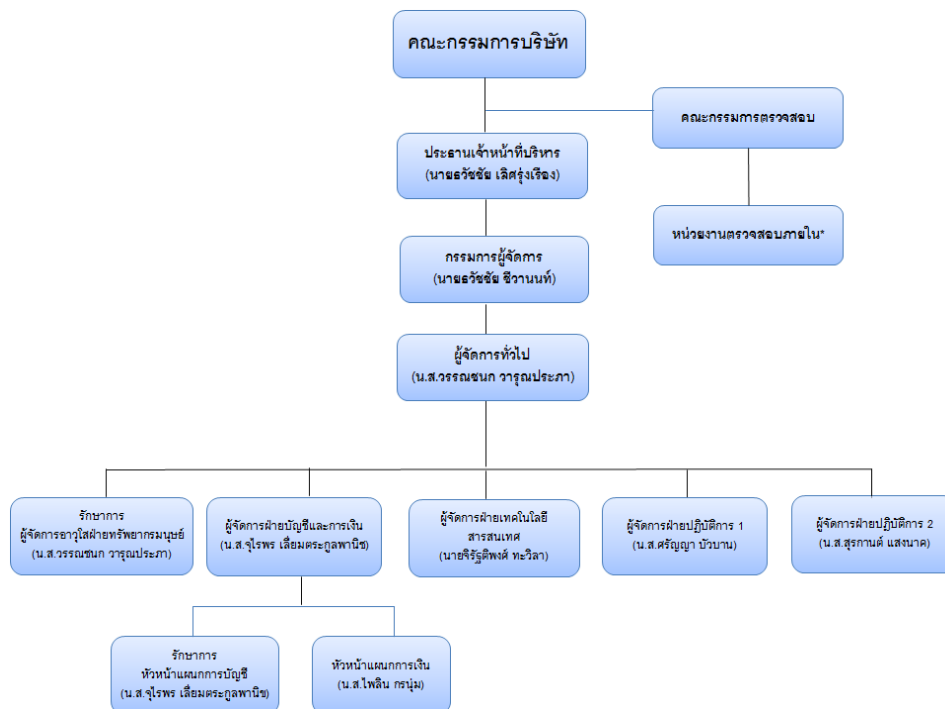 คณะกรรมการบริษัท
คณะกรรมการตรวจสอบ
ประธานเจ้าหน้าที่บริหาร
(นายธวัชชัย เลิศรุ่งเรือง)
หน่วยงานตรวจสอบภายใน*
กรรมการผู้จัดการ
(นายธวัชชัย ชีวานนท์)
ผู้จัดการทั่วไป
(น.ส.วรรณชนก วารุณประภา)
รักษาการ
ผู้จัดการอาวุโสฝ่ายทรัพยากรมนุษย์
(น.ส.วรรณชนก วารุณประภา)
ผู้จัดการฝ่ายบัญชีและการเงิน
(น.ส.จุไรพร เลื่อมตระกูลพานิช)
ผู้จัดการฝ่ายเทคโนโลยี
สารสนเทศ
(นายจิรัฐติพงศ์ ทะวิลา)
ผู้จัดการฝ่ายปฏิบัติการ 1
(น.ส.ศรัญญา บัวบาน)
ผู้จัดการฝ่ายปฏิบัติการ 2
(น.ส.สุรกานต์ แสงนาค)
รักษาการ
หัวหน้าแผนกการบัญชี
(น.ส.จุไรพร เลื่อมตระกูลพานิช)
หัวหน้าแผนกการเงิน
(น.ส.ไพลิน กรนุ่ม)